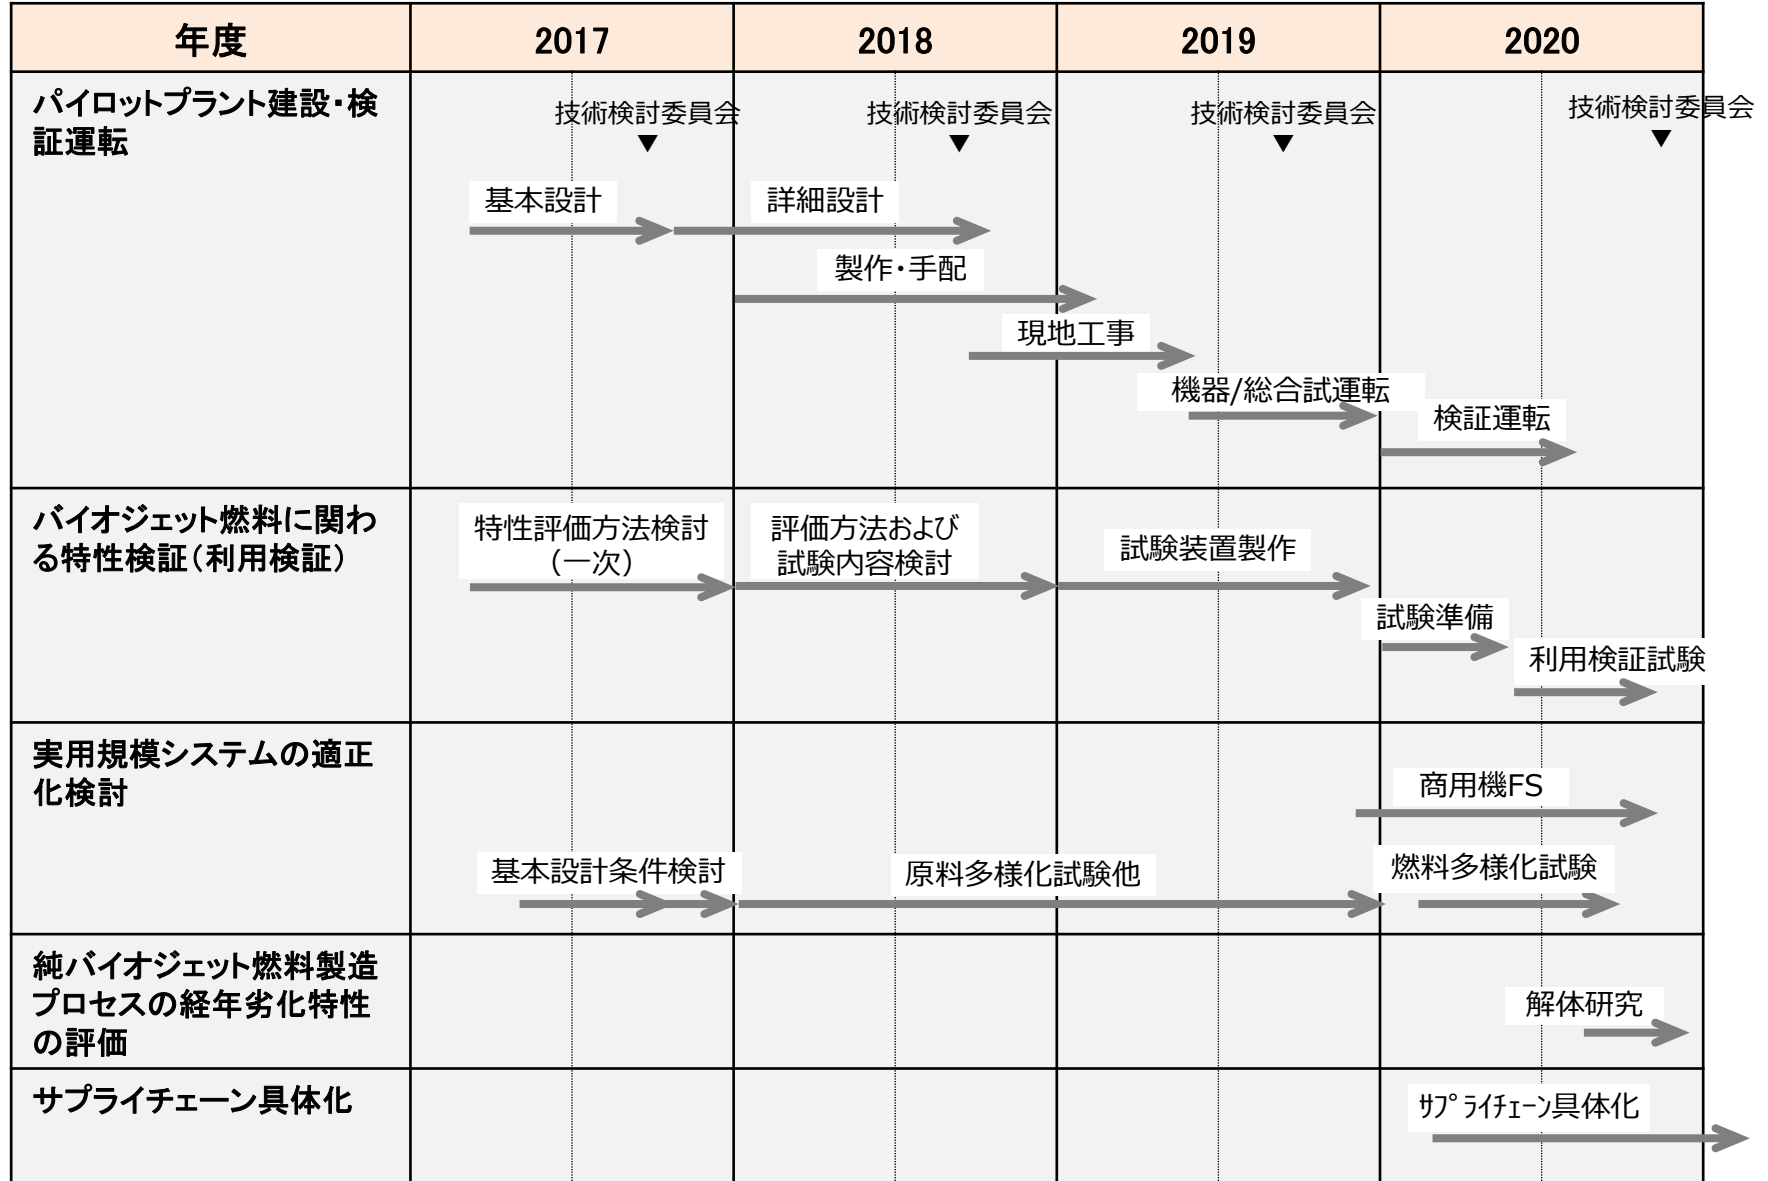 年度 2017 2018 2019 2020
パイロットプラント建設・検
証運転
技術検討委員会 技術検討委員会 技術検討委員会 技術検討委員会
▼ ▼ ▼ ▼
基本設計 詳細設計
製作・手配
現地工事
機器/総合試運転
検証運転
バイオジェット燃料に関わ
る特性検証（利用検証）
特性評価方法検討
（一次）
評価方法および
試験内容検討
試験装置製作
試験準備
利用検証試験
実用規模システムの適正
化検討
商用機FS
基本設計条件検討 原料多様化試験他 燃料多様化試験
純バイオジェット燃料製造
プロセスの経年劣化特性
の評価
解体研究
サプライチェーン具体化
ｻﾌﾟﾗｲﾁｪｰﾝ具体化